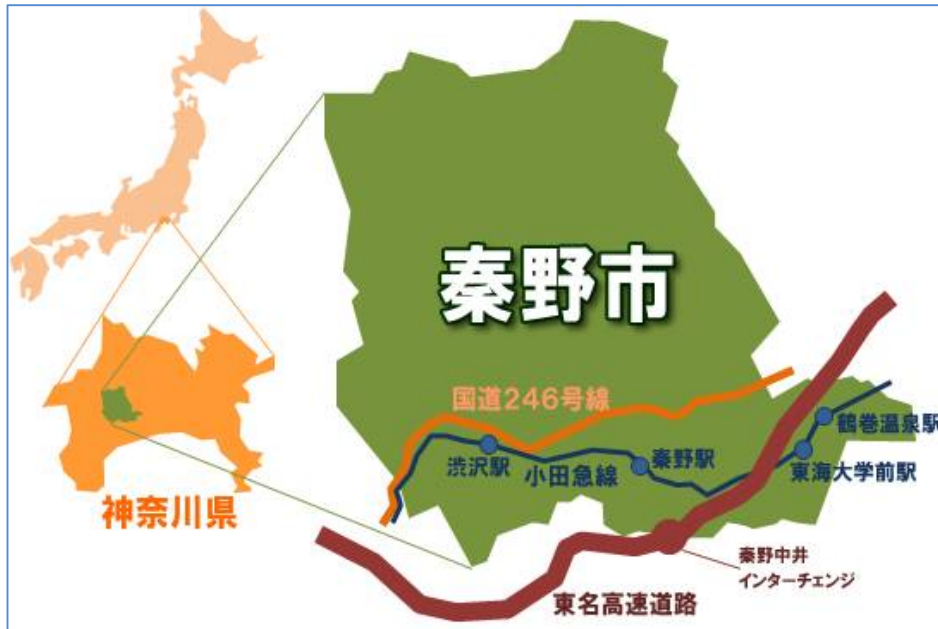 秦野市
国道246号線
鶴巻温泉駅
渋沢駅
小田急線
秦野駅
東海大学前駅
神奈川県
秦野中井
インターチェンジ
東名高速道路